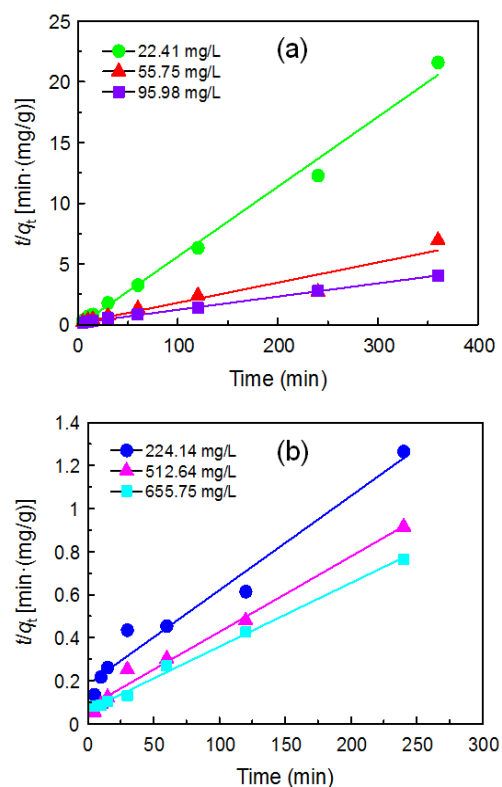 (a)
22.41 mg/L
55.75 mg/L
95.98 mg/L
t/qt [min·(mg/g)]
25
20
15
10
5
0
0 100 200 300 400
Time (min)
(b)
224.14 mg/L
512.64 mg/L
655.75 mg/L
t/qt [min·(mg/g)]
1.4
1.2
1
0.8
0.6
0.4
0.2
0
0 50 100 150 200 250 300
Time (min)